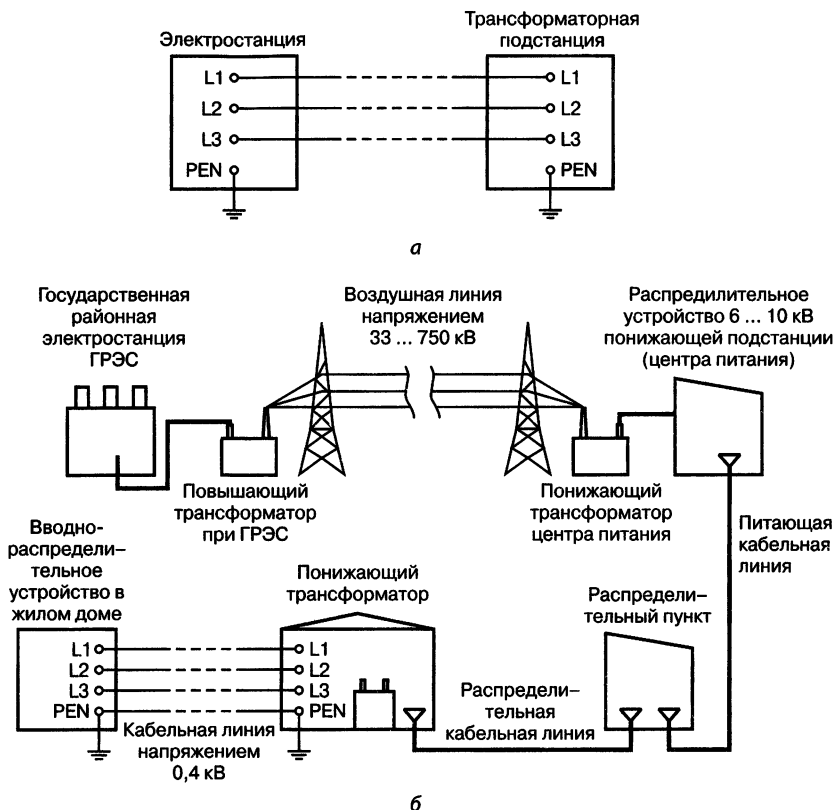 Электростанция
Трансформаторная
подстанция
L1
L1
L2
L2
L3
L3
PEN
PEN
а
Государственная
районная
электростанция
ГРЭС
Воздушная линия
напряжением
33 ... 750 кВ
Распредилительное
устройство 6 ... 10 кВ
понижающей подстанции
(центра питания)
Повышающий
трансформатор
при ГРЭС
Понижающий
трансформатор
центра питания
Питающая
кабельная
линия
Вводно-
распредели–
тельное
устройство в
жилом доме
Понижающий
трансформатор
Распредели–
тельный пункт
L1
L1
L2
L2
L3
L3
PEN
PEN
Кабельная линия
напряжением
0,4 кВ
Распредели–
тельная
кабельная линия
б